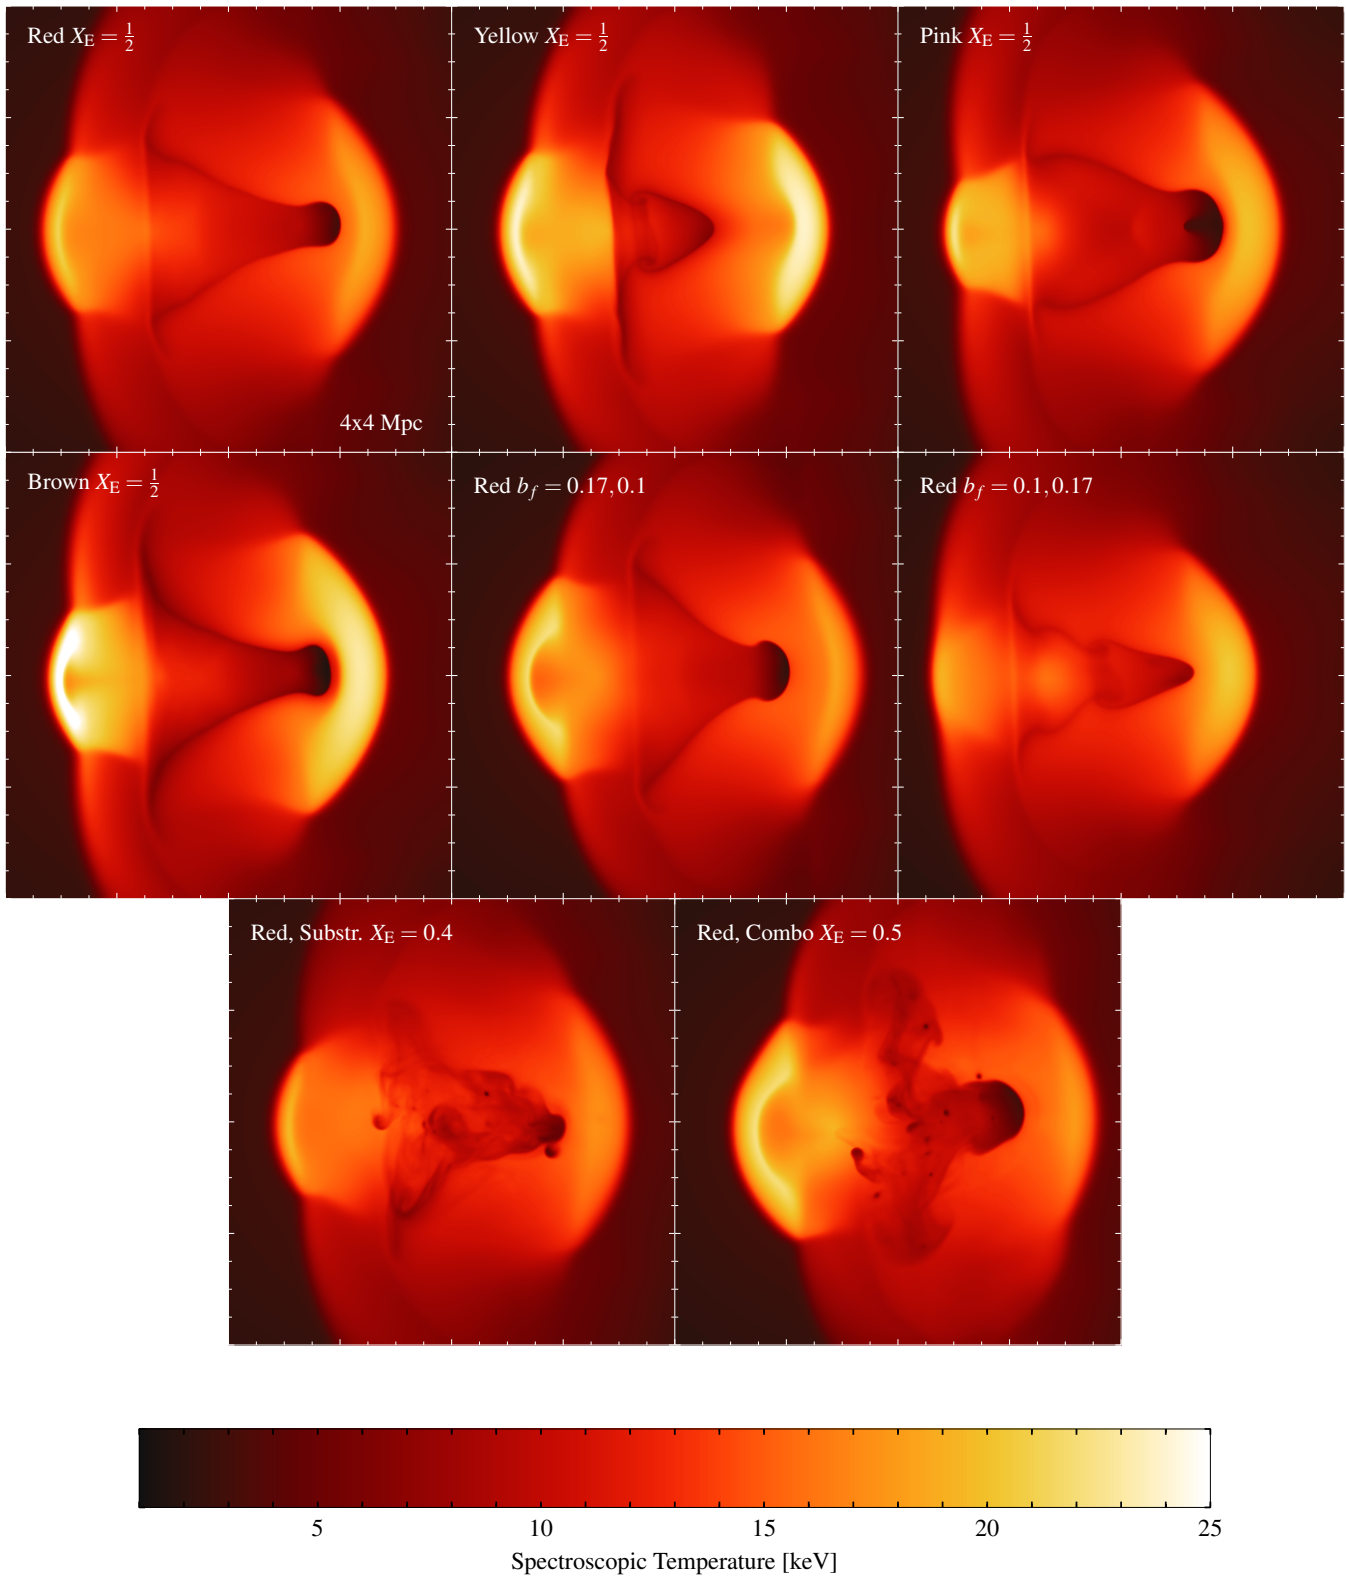 Red X_E = 1/2
Yellow X_E = 1/2
Pink X_E = 1/2
4x4 Mpc
Brown X_E = 1/2
Red b_f = 0.17, 0.1
Red b_f = 0.1, 0.17
Red, Substr. X_E = 0.4
Red, Combo X_E = 0.5
5 10 15 20 25
Spectroscopic Temperature [keV]